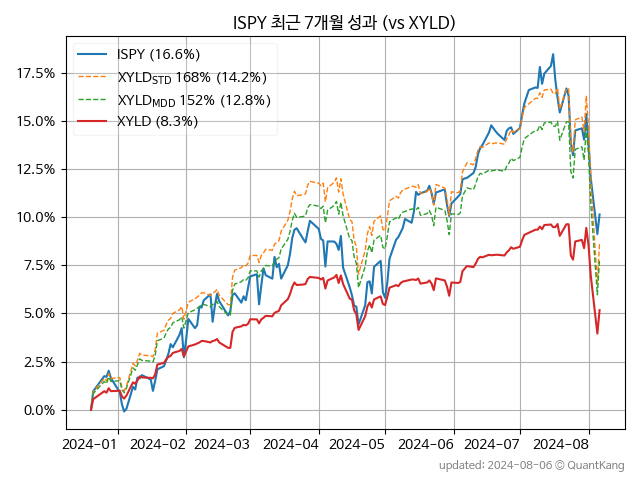 ISPY 최근 7개월 성과 (vs XYLD)
ISPY (16.6%)
XYLD_STD 168% (14.2%)
XYLD_MDD 152% (12.8%)
XYLD (8.3%)
17.5%
15.0%
12.5%
10.0%
7.5%
5.0%
2.5%
0.0%
2024-01 2024-02 2024-03 2024-04 2024-05 2024-06 2024-07 2024-08
updated: 2024-08-06 © QuantKang